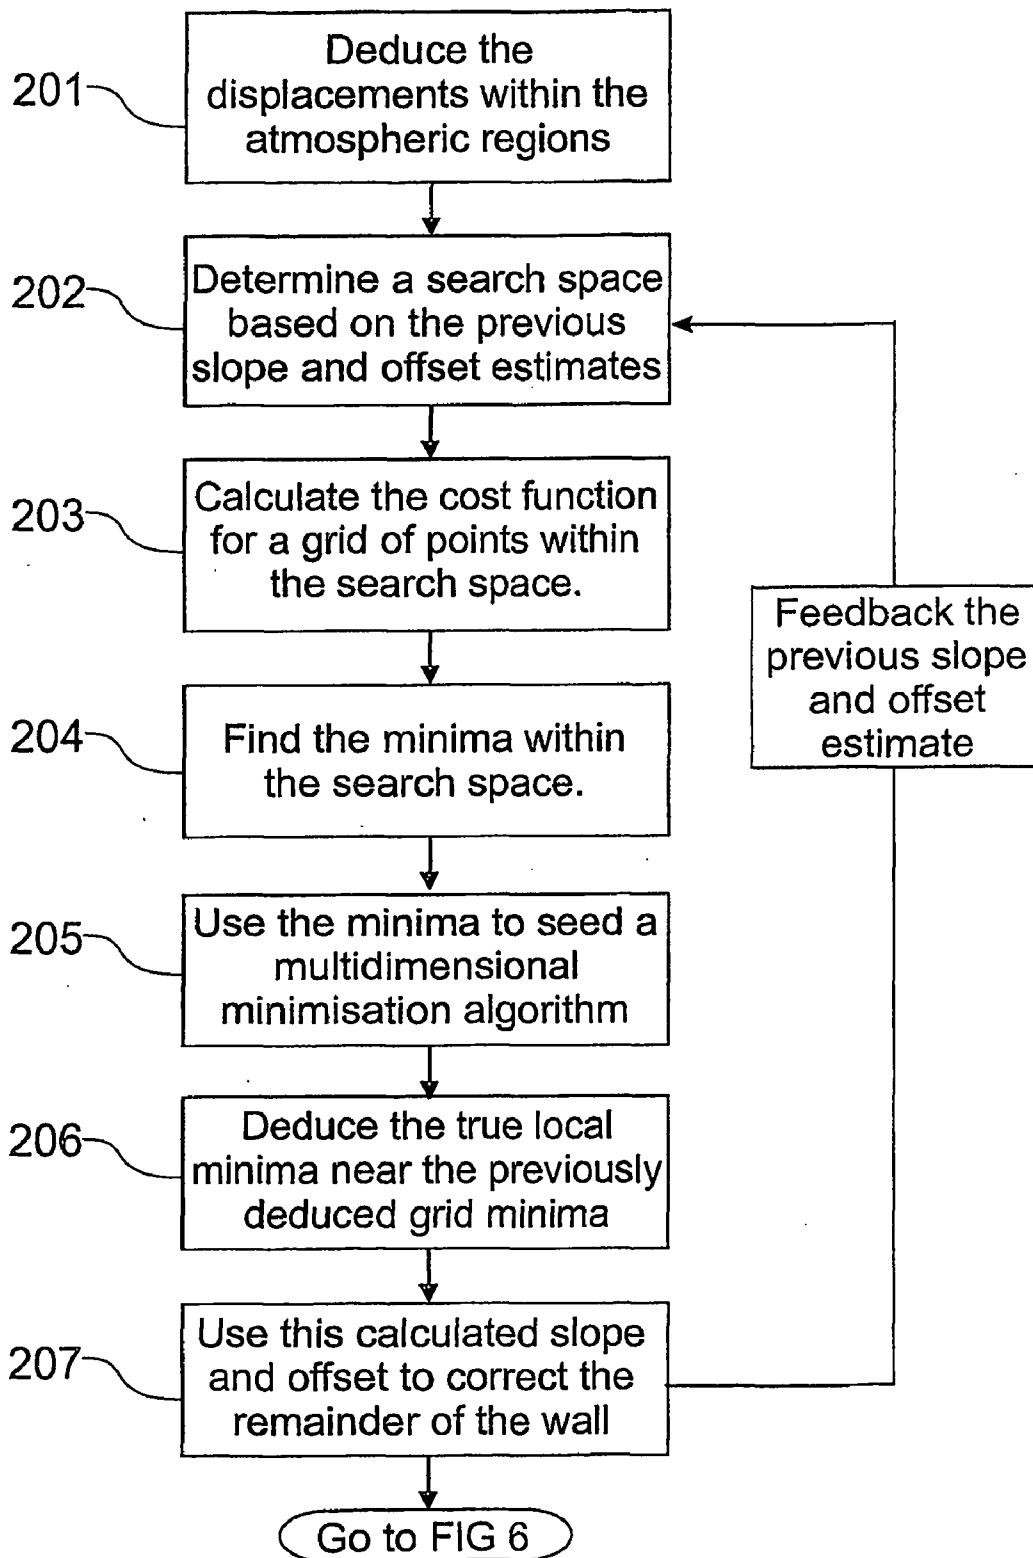 201
Deduce the
displacements within the
atmospheric regions
202
Determine a search space
based on the previous
slope and offset estimates
203
Calculate the cost function
for a grid of points within
the search space.
Feedback the
previous slope
and offset
estimate
204
Find the minima within
the search space.
205
Use the minima to seed a
multidimensional
minimisation algorithm
206
Deduce the true local
minima near the previously
deduced grid minima
207
Use this calculated slope
and offset to correct the
remainder of the wall
Go to FIG 6